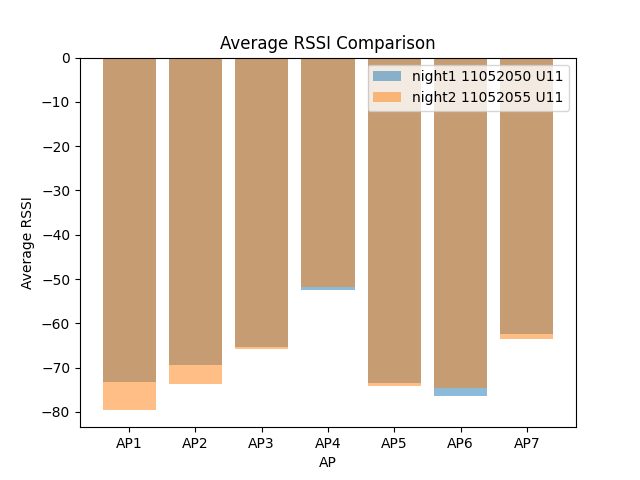 Average RSSI Comparison
night1 11052050 U11
night2 11052055 U11
0
−10
−20
−30
−40
−50
−60
−70
−80
Average RSSI
AP1 AP2 AP3 AP4 AP5 AP6 AP7
AP